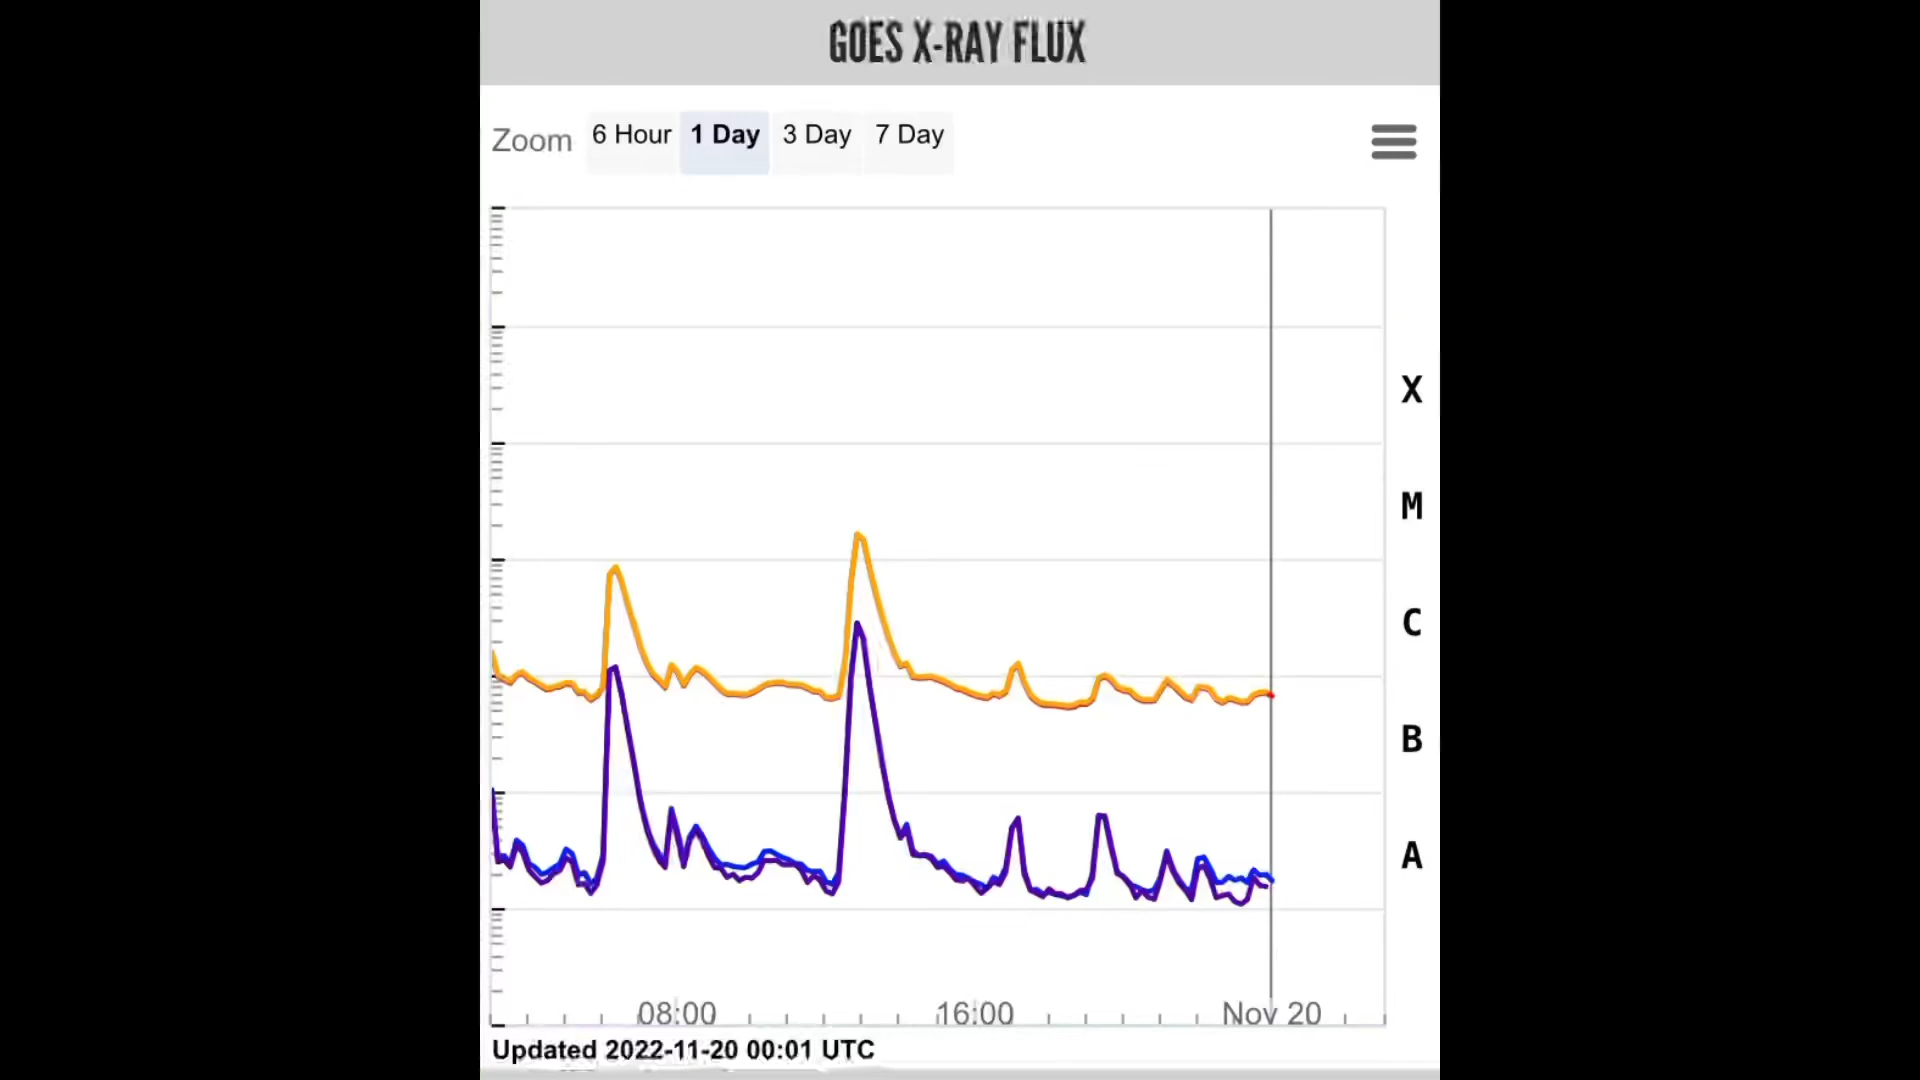 GOES X-RAY FLUX
Zoom 6 Hour 1 Day 3 Day 7 Day
X
M
C
B
A
08:00 16:00 Nov 20
Updated 2022-11-20 00:01 UTC